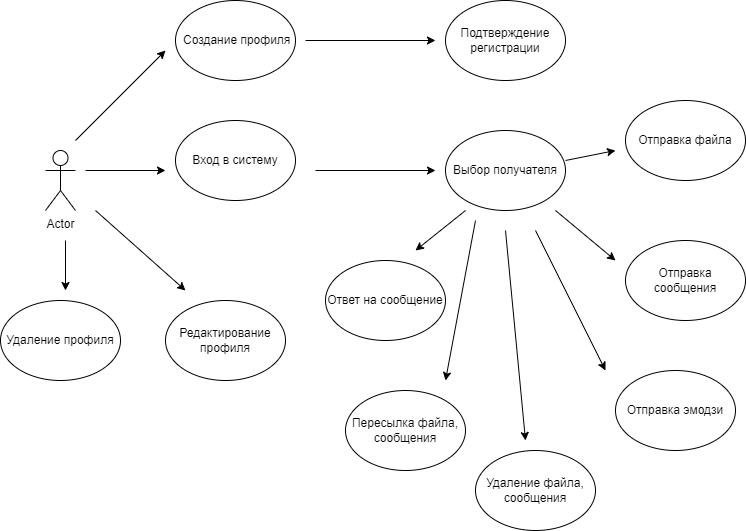 Создание профиля
Подтверждение
регистрации
Вход в систему
Выбор получателя
Отправка файла
Actor
Ответ на сообщение
Отправка
сообщения
Удаление профиля
Редактирование
профиля
Пересылка файла,
сообщения
Отправка эмодзи
Удаление файла,
сообщения